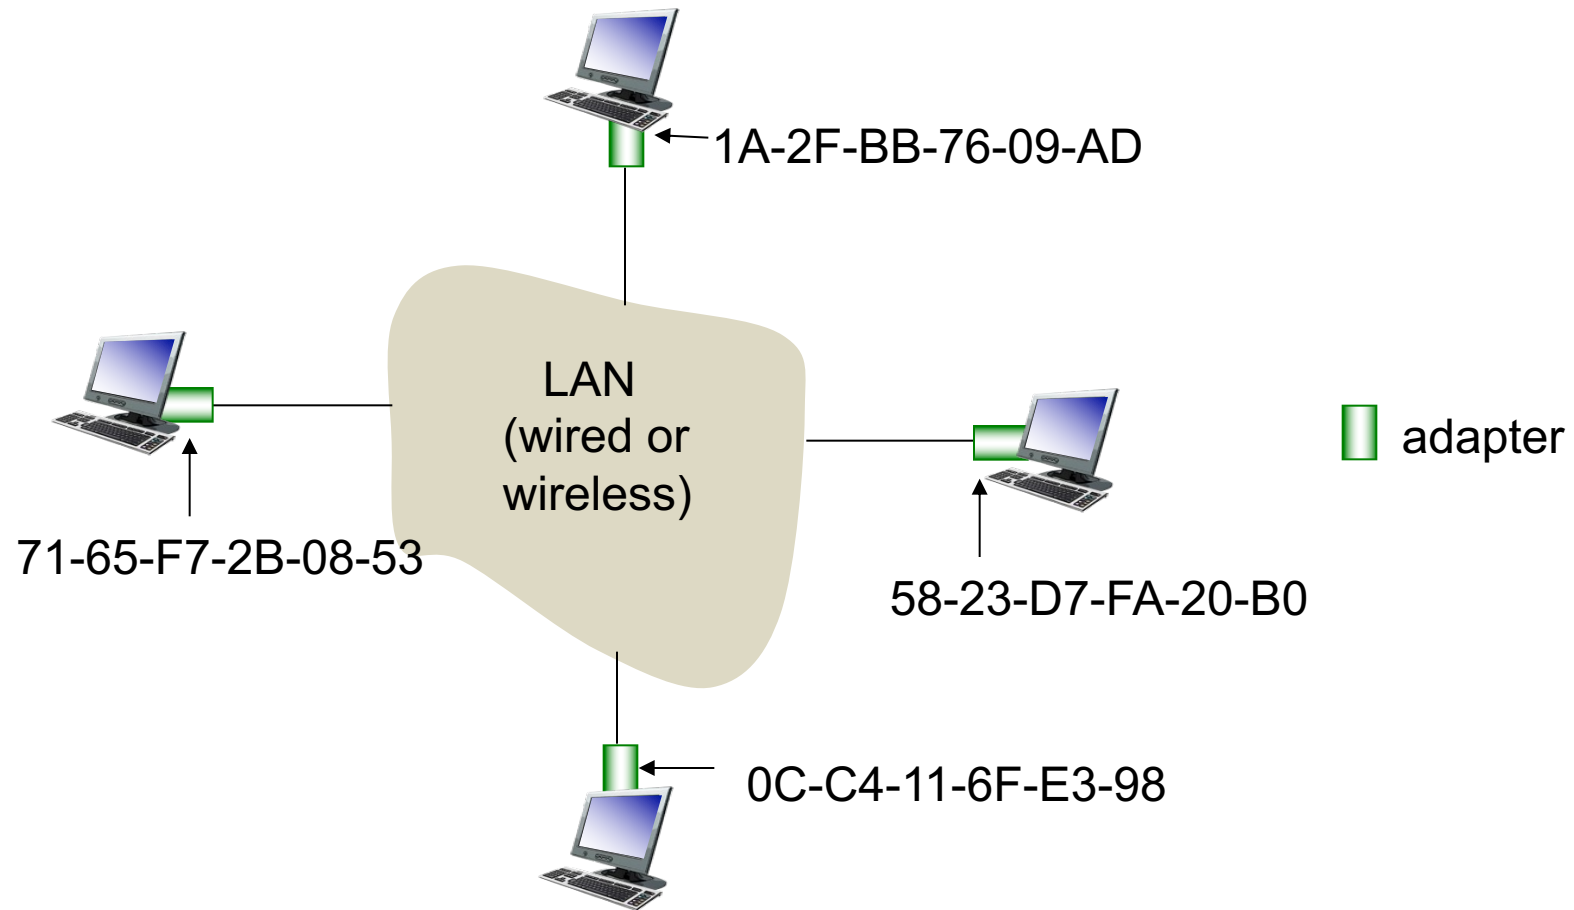 1A-2F-BB-76-09-AD
LAN
(wired or
wireless)
adapter
71-65-F7-2B-08-53
58-23-D7-FA-20-B0
0C-C4-11-6F-E3-98